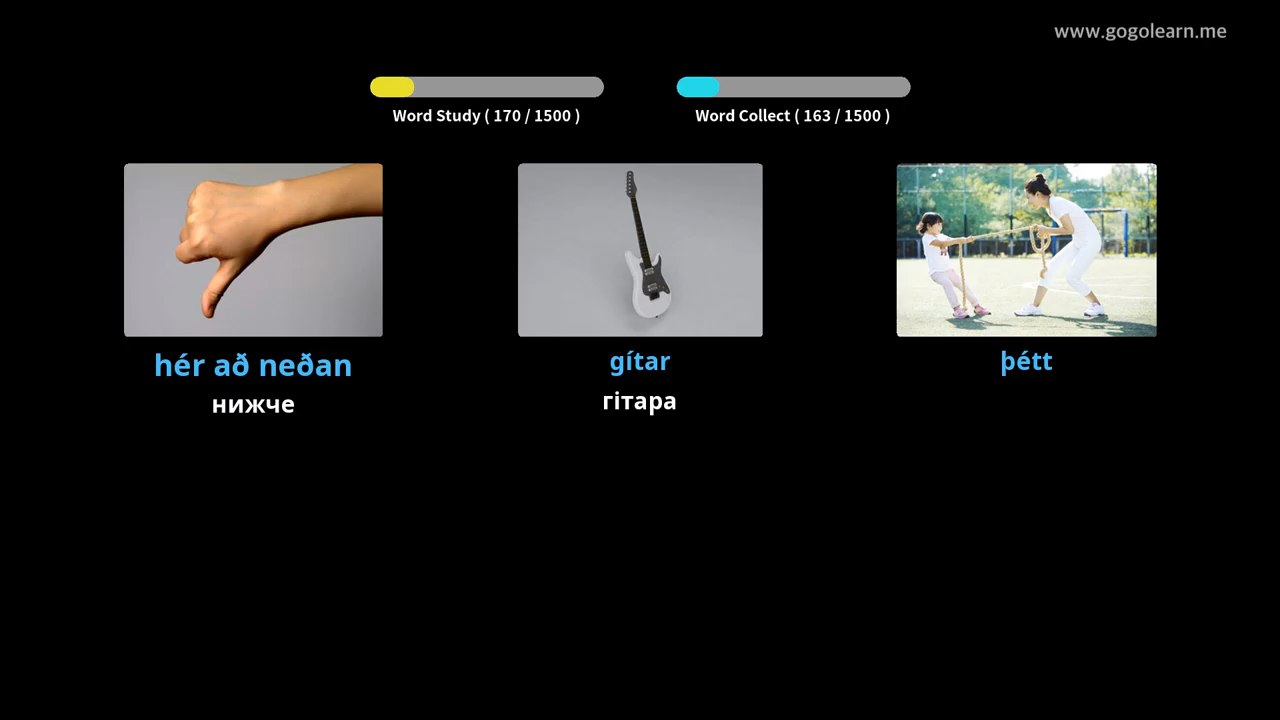 www.gogolearn.me
Word Study ( 170 / 1500 )
Word Collect ( 163 / 1500 )
hér að neðan
нижче
gítar
гітара
þétt